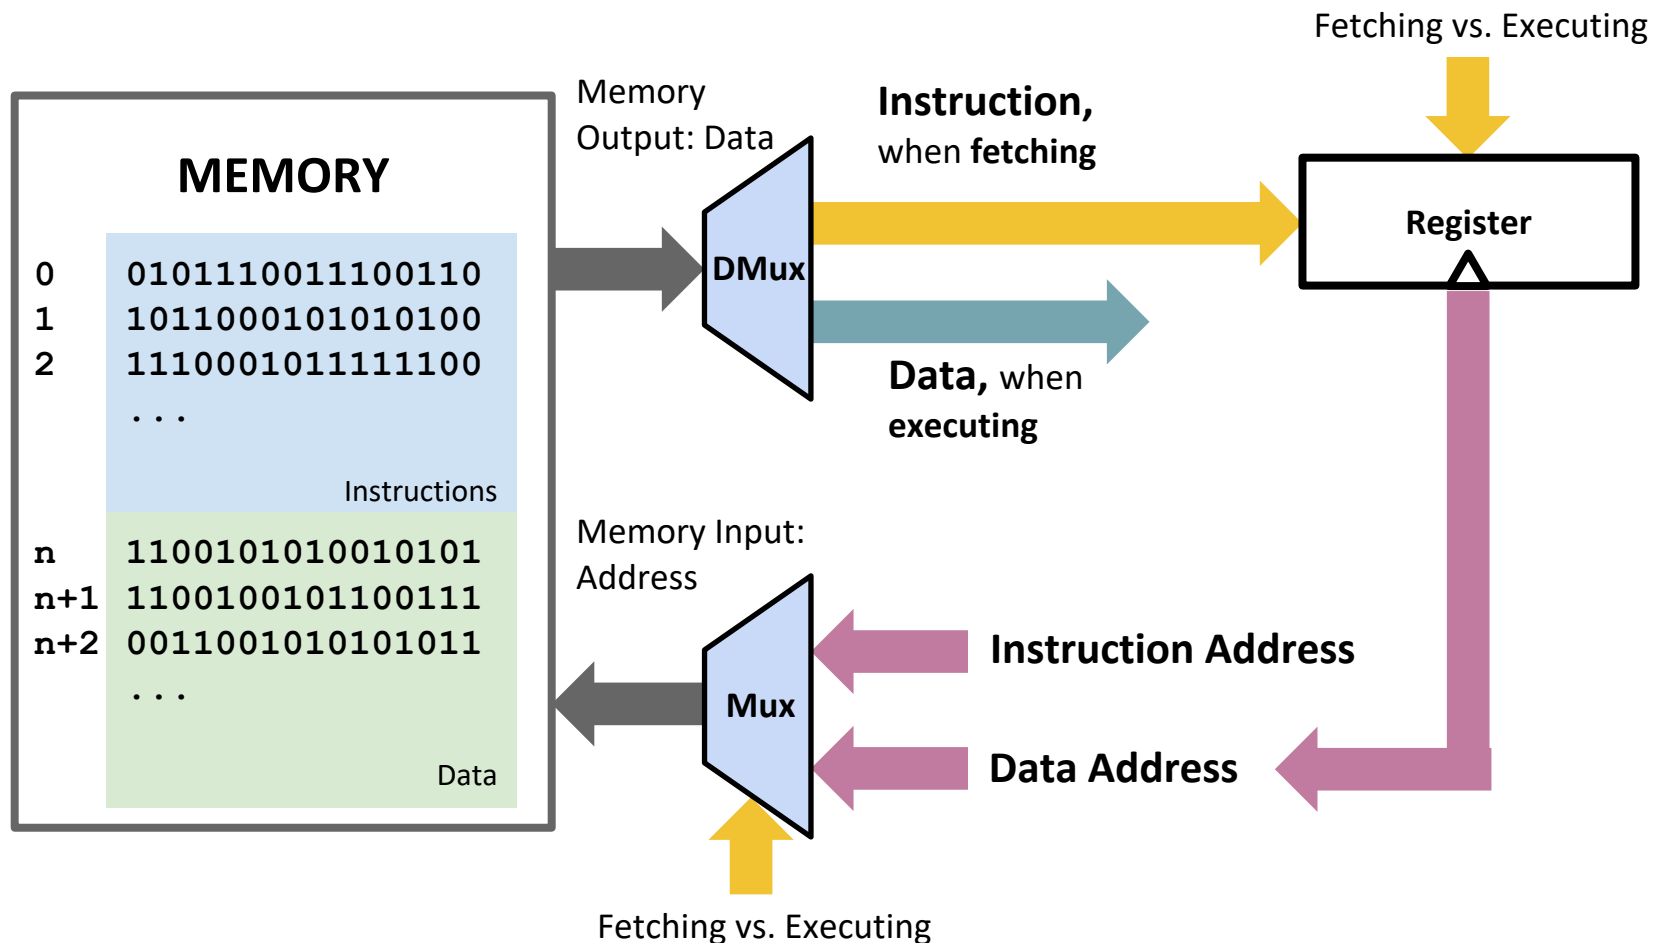 Fetching vs. Executing
Memory
Output: Data
Instruction,
when fetching
MEMORY
Register
DMux
0 0101110011100110
1 1011000101010100
2 1110001011111100
...
Instructions
Data, when
executing
Memory Input:
Address
n 1100101010010101
n+1 1100100101100111
n+2 0011001010101011
...
Data
Mux
Instruction Address
Data Address
Fetching vs. Executing